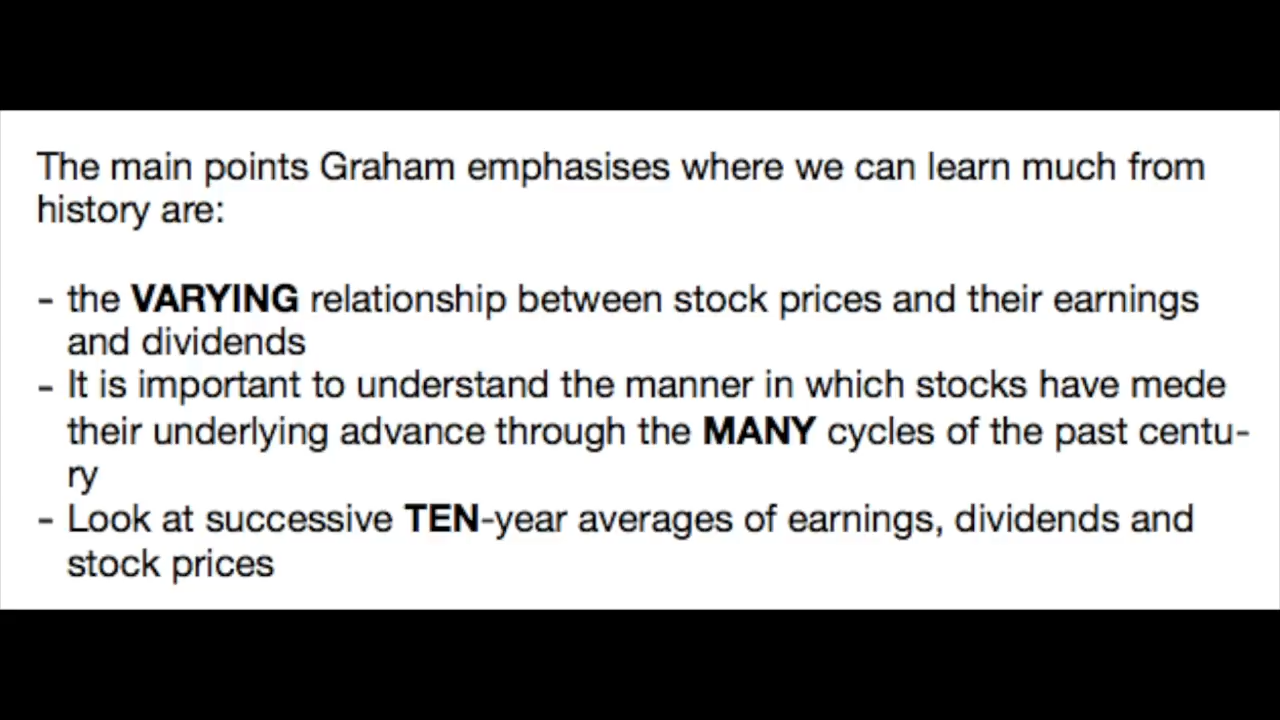 The main points Graham emphasises where we can learn much from
history are:
- the VARYING relationship between stock prices and their earnings
and dividends
- It is important to understand the manner in which stocks have mede
their underlying advance through the MANY cycles of the past centu-
ry
- Look at successive TEN-year averages of earnings, dividends and
stock prices